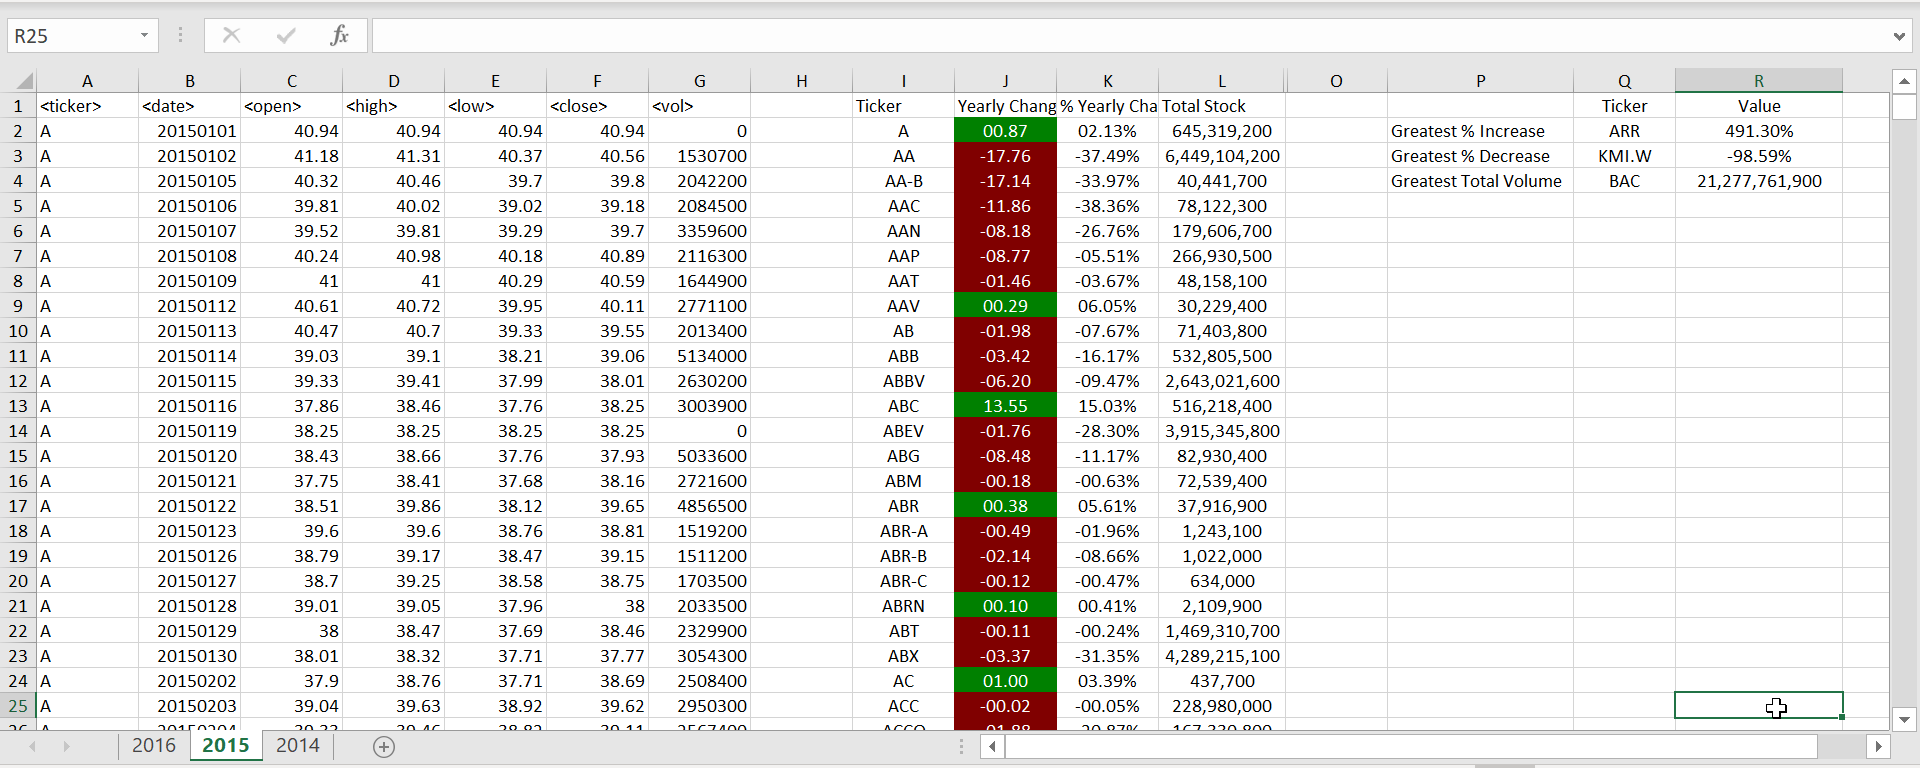 R25 fx
A B C D E F G H I J K L O P Q R
1 <ticker> <date> <open> <high> <low> <close> <vol> Ticker Yearly Chang % Yearly Cha Total Stock Ticker Value
2 A 20150101 40.94 40.94 40.94 40.94 0 A 00.87 02.13% 645,319,200 Greatest % Increase ARR 491.30%
3 A 20150102 41.18 41.31 40.37 40.56 1530700 AA -17.76 -37.49% 6,449,104,200 Greatest % Decrease KMI.W -98.59%
4 A 20150105 40.32 40.46 39.7 39.8 2042200 AA-B -17.14 -33.97% 40,441,700 Greatest Total Volume BAC 21,277,761,900
5 A 20150106 39.81 40.02 39.02 39.18 2084500 AAC -11.86 -38.36% 78,122,300
6 A 20150107 39.52 39.81 39.29 39.7 3359600 AAN -08.18 -26.76% 179,606,700
7 A 20150108 40.24 40.98 40.18 40.89 2116300 AAP -08.77 -05.51% 266,930,500
8 A 20150109 41 41 40.29 40.59 1644900 AAT -01.46 -03.67% 48,158,100
9 A 20150112 40.61 40.72 39.95 40.11 2771100 AAV 00.29 06.05% 30,229,400
10 A 20150113 40.47 40.7 39.33 39.55 2013400 AB -01.98 -07.67% 71,403,800
11 A 20150114 39.03 39.1 38.21 39.06 5134000 ABB -03.42 -16.17% 532,805,500
12 A 20150115 39.33 39.41 37.99 38.01 2630200 ABBV -06.20 -09.47% 2,643,021,600
13 A 20150116 37.86 38.46 37.76 38.25 3003900 ABC 13.55 15.03% 516,218,400
14 A 20150119 38.25 38.25 38.25 38.25 0 ABEV -01.76 -28.30% 3,915,345,800
15 A 20150120 38.43 38.66 37.76 37.93 5033600 ABG -08.48 -11.17% 82,930,400
16 A 20150121 37.75 38.41 37.68 38.16 2721600 ABM -00.18 -00.63% 72,539,400
17 A 20150122 38.51 39.86 38.12 39.65 4856500 ABR 00.38 05.61% 37,916,900
18 A 20150123 39.6 39.6 38.76 38.81 1519200 ABR-A -00.49 -01.96% 1,243,100
19 A 20150126 38.79 39.17 38.47 39.15 1511200 ABR-B -02.14 -08.66% 1,022,000
20 A 20150127 38.7 39.25 38.58 38.75 1703500 ABR-C -00.12 -00.47% 634,000
21 A 20150128 39.01 39.05 37.96 38 2033500 ABRN 00.10 00.41% 2,109,900
22 A 20150129 38 38.47 37.69 38.46 2329900 ABT -00.11 -00.24% 1,469,310,700
23 A 20150130 38.01 38.32 37.71 37.77 3054300 ABX -03.37 -31.35% 4,289,215,100
24 A 20150202 37.9 38.76 37.71 38.69 2508400 AC 01.00 03.39% 437,700
25 A 20150203 39.04 39.63 38.92 39.62 2950300 ACC -00.02 -00.05% 228,980,000
2016 2015 2014